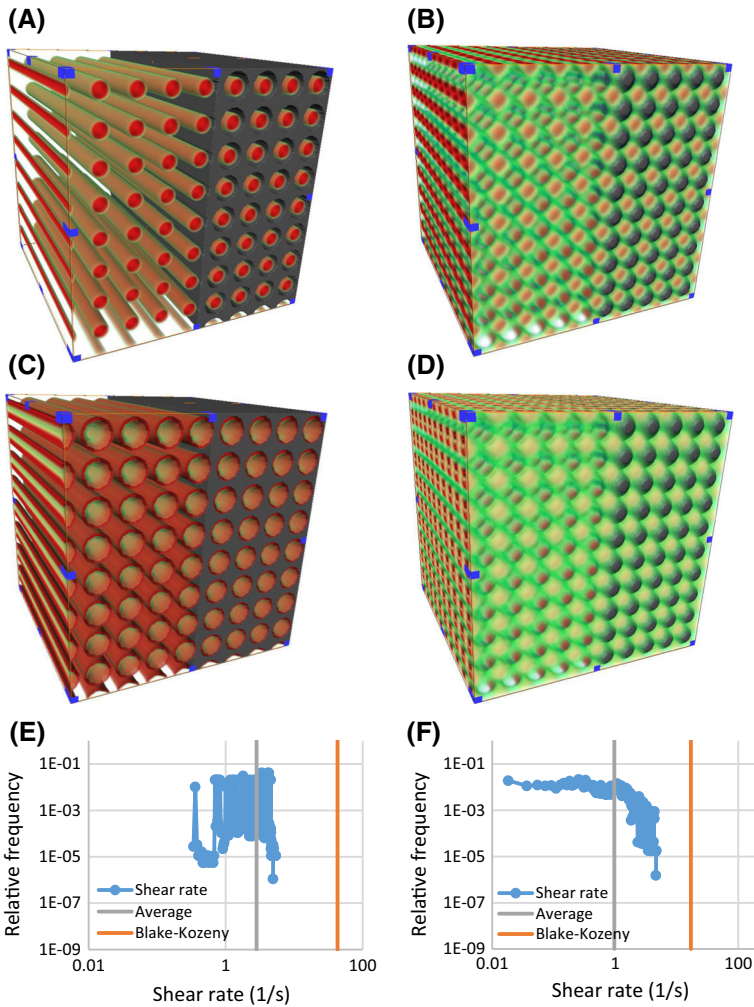 (A)
(B)
(C)
(D)
(E)
(F)
1E-01
1E-03
1E-05
1E-07
1E-09
Relative frequency
Shear rate
Average
Blake-Kozeny
0.01
1
100
Shear rate (1/s)
1E-01
1E-03
1E-05
1E-07
1E-09
Relative frequency
Shear rate
Average
Blake-Kozeny
0.01
1
100
Shear rate (1/s)